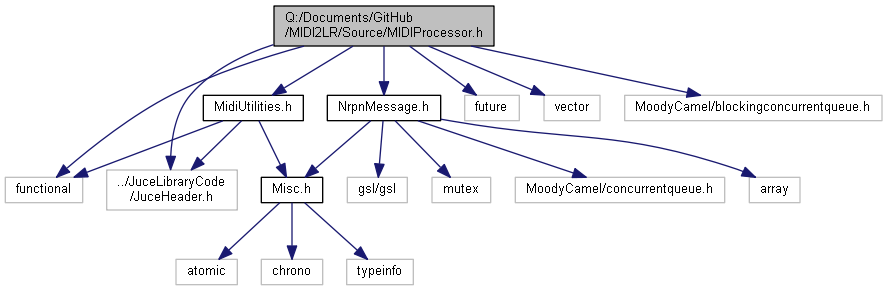 Q:/Documents/GitHub
/MIDI2LR/Source/MIDIProcessor.h
MidiUtilities.h
NrpnMessage.h
future
vector
MoodyCamel/blockingconcurrentqueue.h
functional
../JuceLibraryCode
/JuceHeader.h
Misc.h
gsl/gsl
mutex
MoodyCamel/concurrentqueue.h
array
atomic
chrono
typeinfo